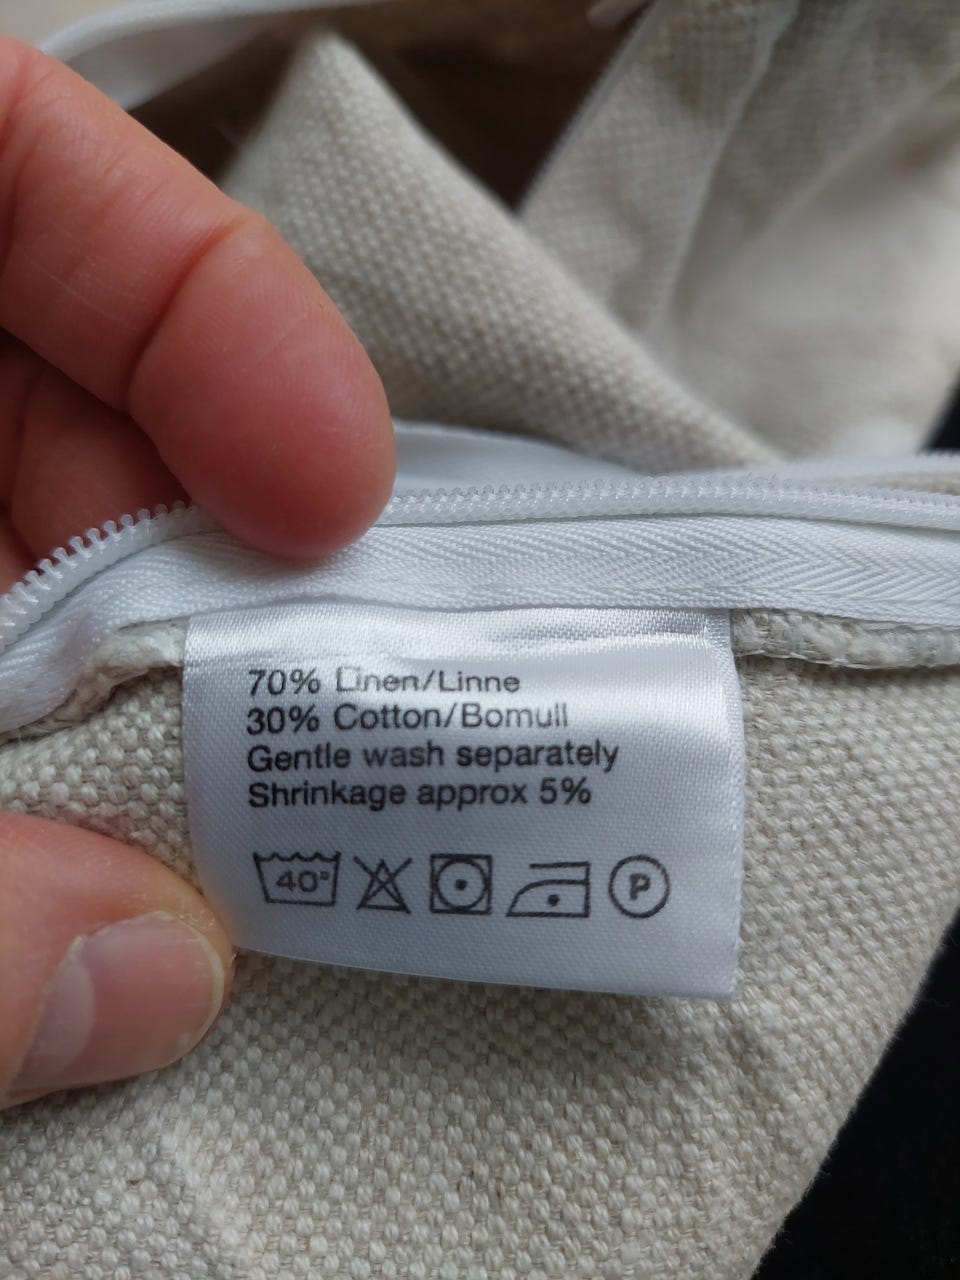 70% Linen/Linne
30% Cotton/Bomull
Gentle wash separately
Shrinkage approx 5%
40° P